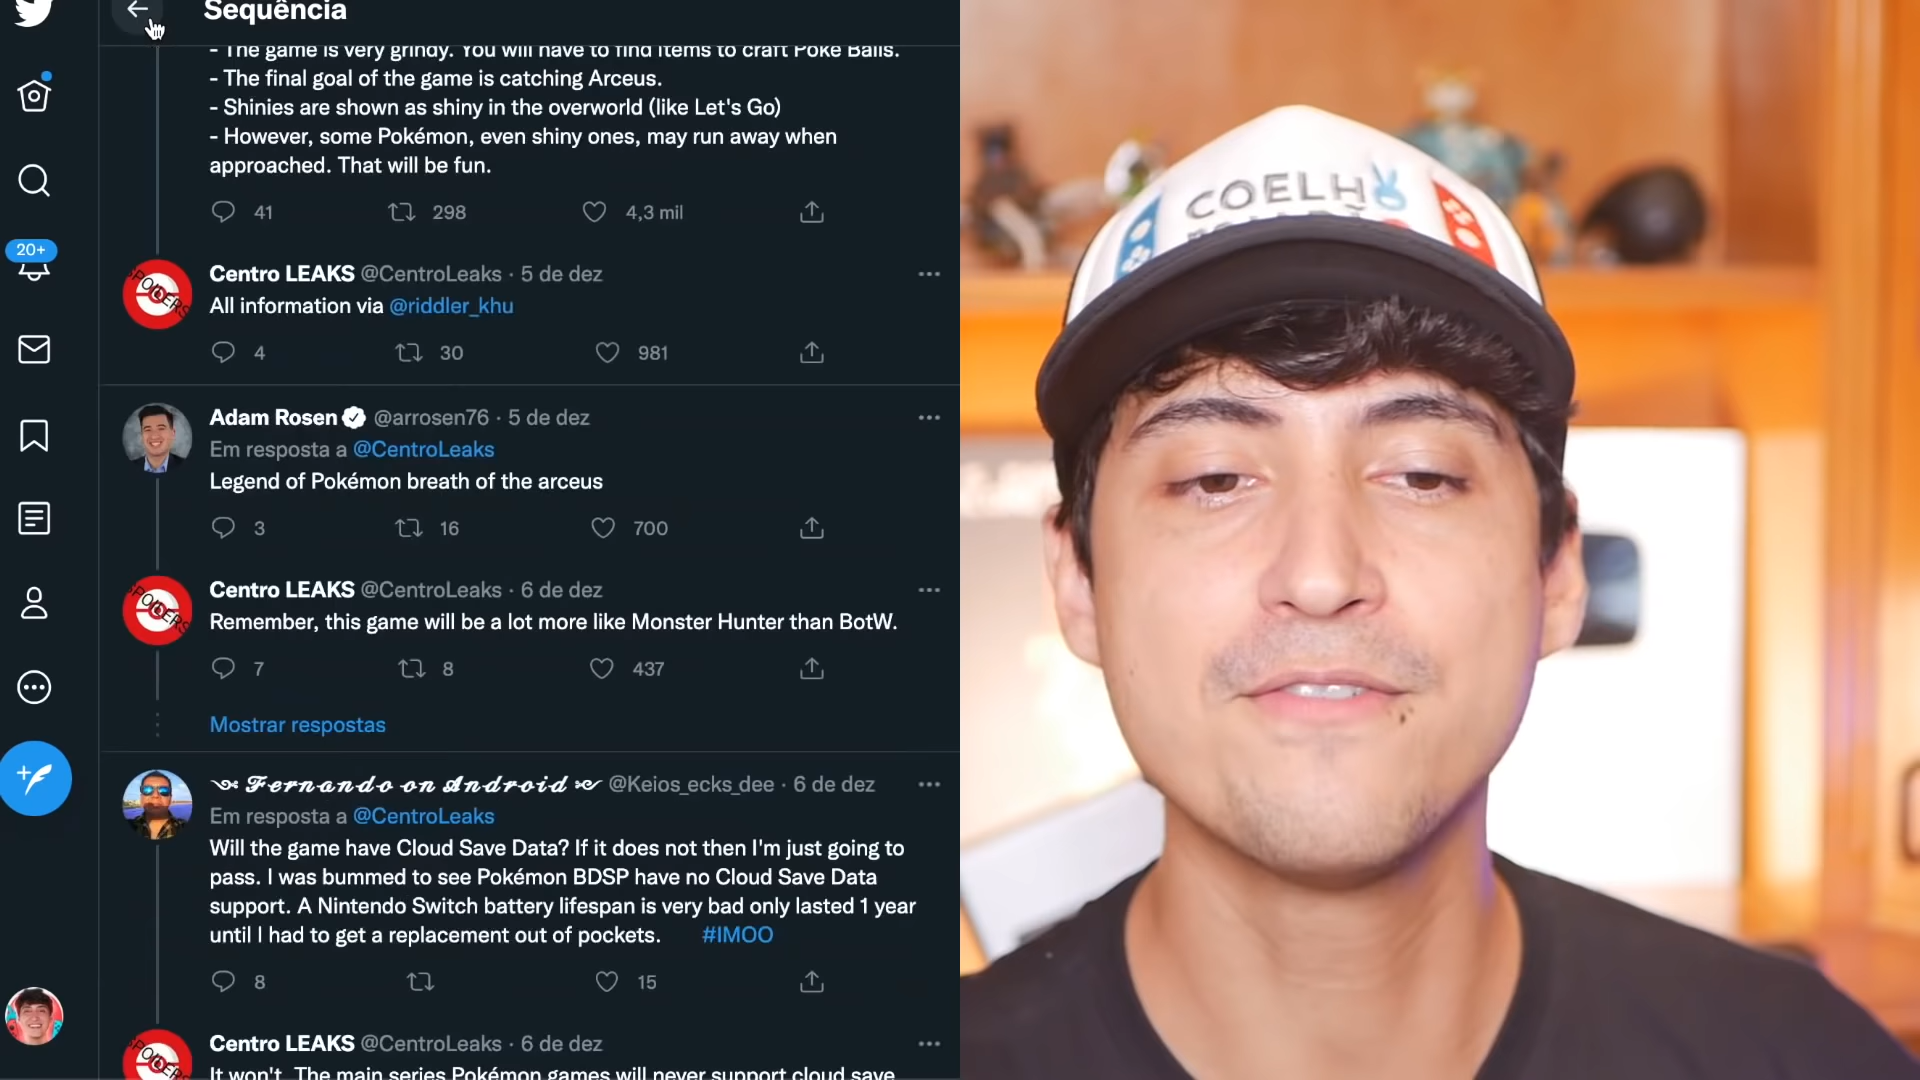 Sequência
- The game is very grindy. You will have to find items to craft Poké Balls.
- The final goal of the game is catching Arceus.
- Shinies are shown as shiny in the overworld (like Let's Go)
- However, some Pokémon, even shiny ones, may run away when
approached. That will be fun.
41 298 4,3 mil
20+
Centro LEAKS @CentroLeaks · 5 de dez
All information via @riddler_khu
4 30 981
Adam Rosen @arrosen76 · 5 de dez
Em resposta a @CentroLeaks
Legend of Pokémon breath of the arceus
3 16 700
Centro LEAKS @CentroLeaks · 6 de dez
Remember, this game will be a lot more like Monster Hunter than BotW.
7 8 437
Mostrar respostas
𝓕𝓮𝓻𝓷𝓪𝓷𝓭𝓸 𝓸𝓷 𝓐𝓷𝓭𝓻𝓸𝓲𝓭 @Keios_ecks_dee · 6 de dez
Em resposta a @CentroLeaks
Will the game have Cloud Save Data? If it does not then I'm just going to
pass. I was bummed to see Pokémon BDSP have no Cloud Save Data
support. A Nintendo Switch battery lifespan is very bad only lasted 1 year
until I had to get a replacement out of pockets. #IMOO
8 15
Centro LEAKS @CentroLeaks · 6 de dez
It won't. The main series Pokémon games will never support cloud save
COELHO